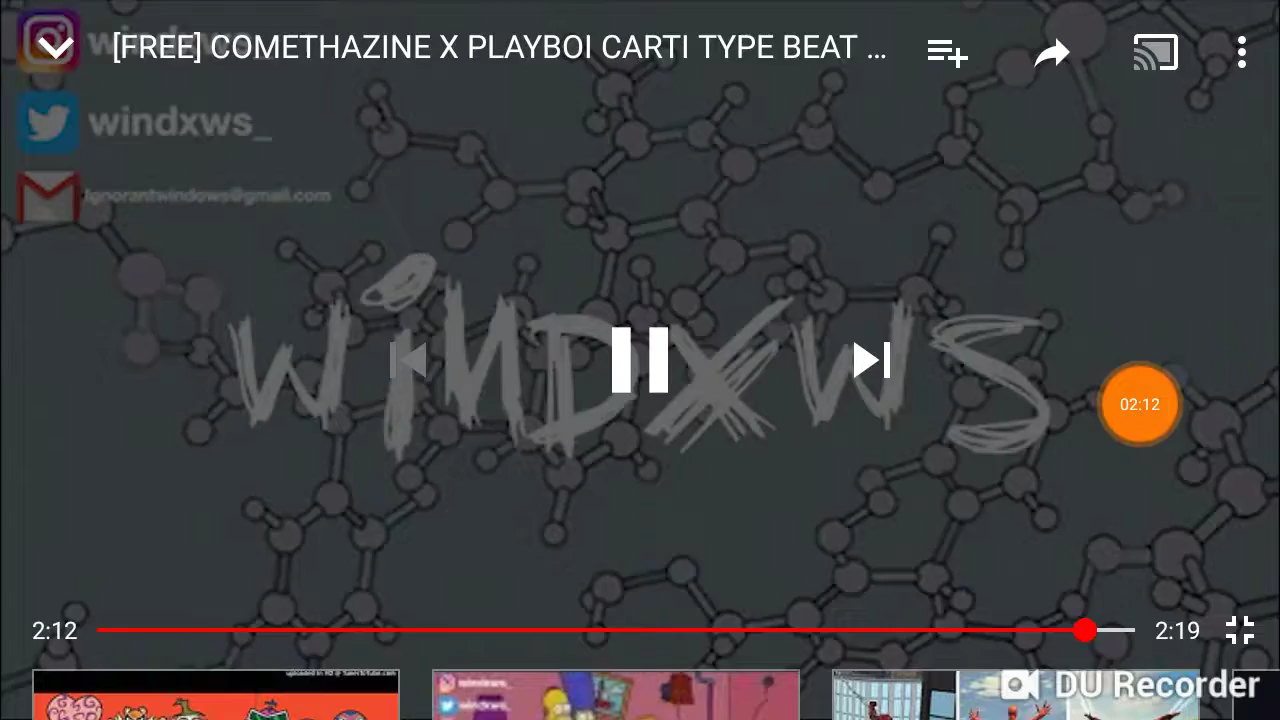 windxws_
[FREE] COMETHAZINE X PLAYBOI CARTI TYPE BEAT ...
windxws_
Ignorantwindows@gmail.com
WiNDXWS
02:12
2:12
2:19
DU Recorder